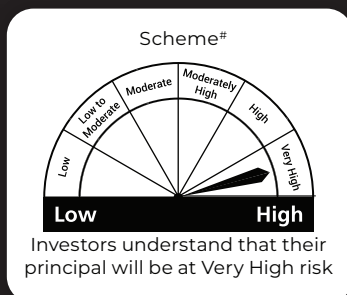 Scheme#
Low
Low to
Moderate
Moderate
Moderately
High
High
Very High
Low High
Investors understand that their
principal will be at Very High risk